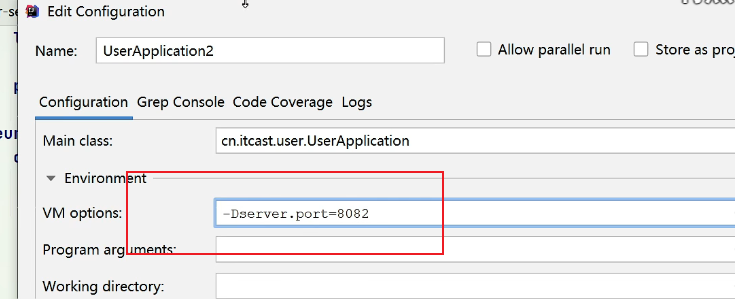 Edit Configuration
Name: UserApplication2 Allow parallel run Store as proj
Configuration Grep Console Code Coverage Logs
Main class: cn.itcast.user.UserApplication
Environment
VM options: -Dserver.port=8082
Program arguments:
Working directory: